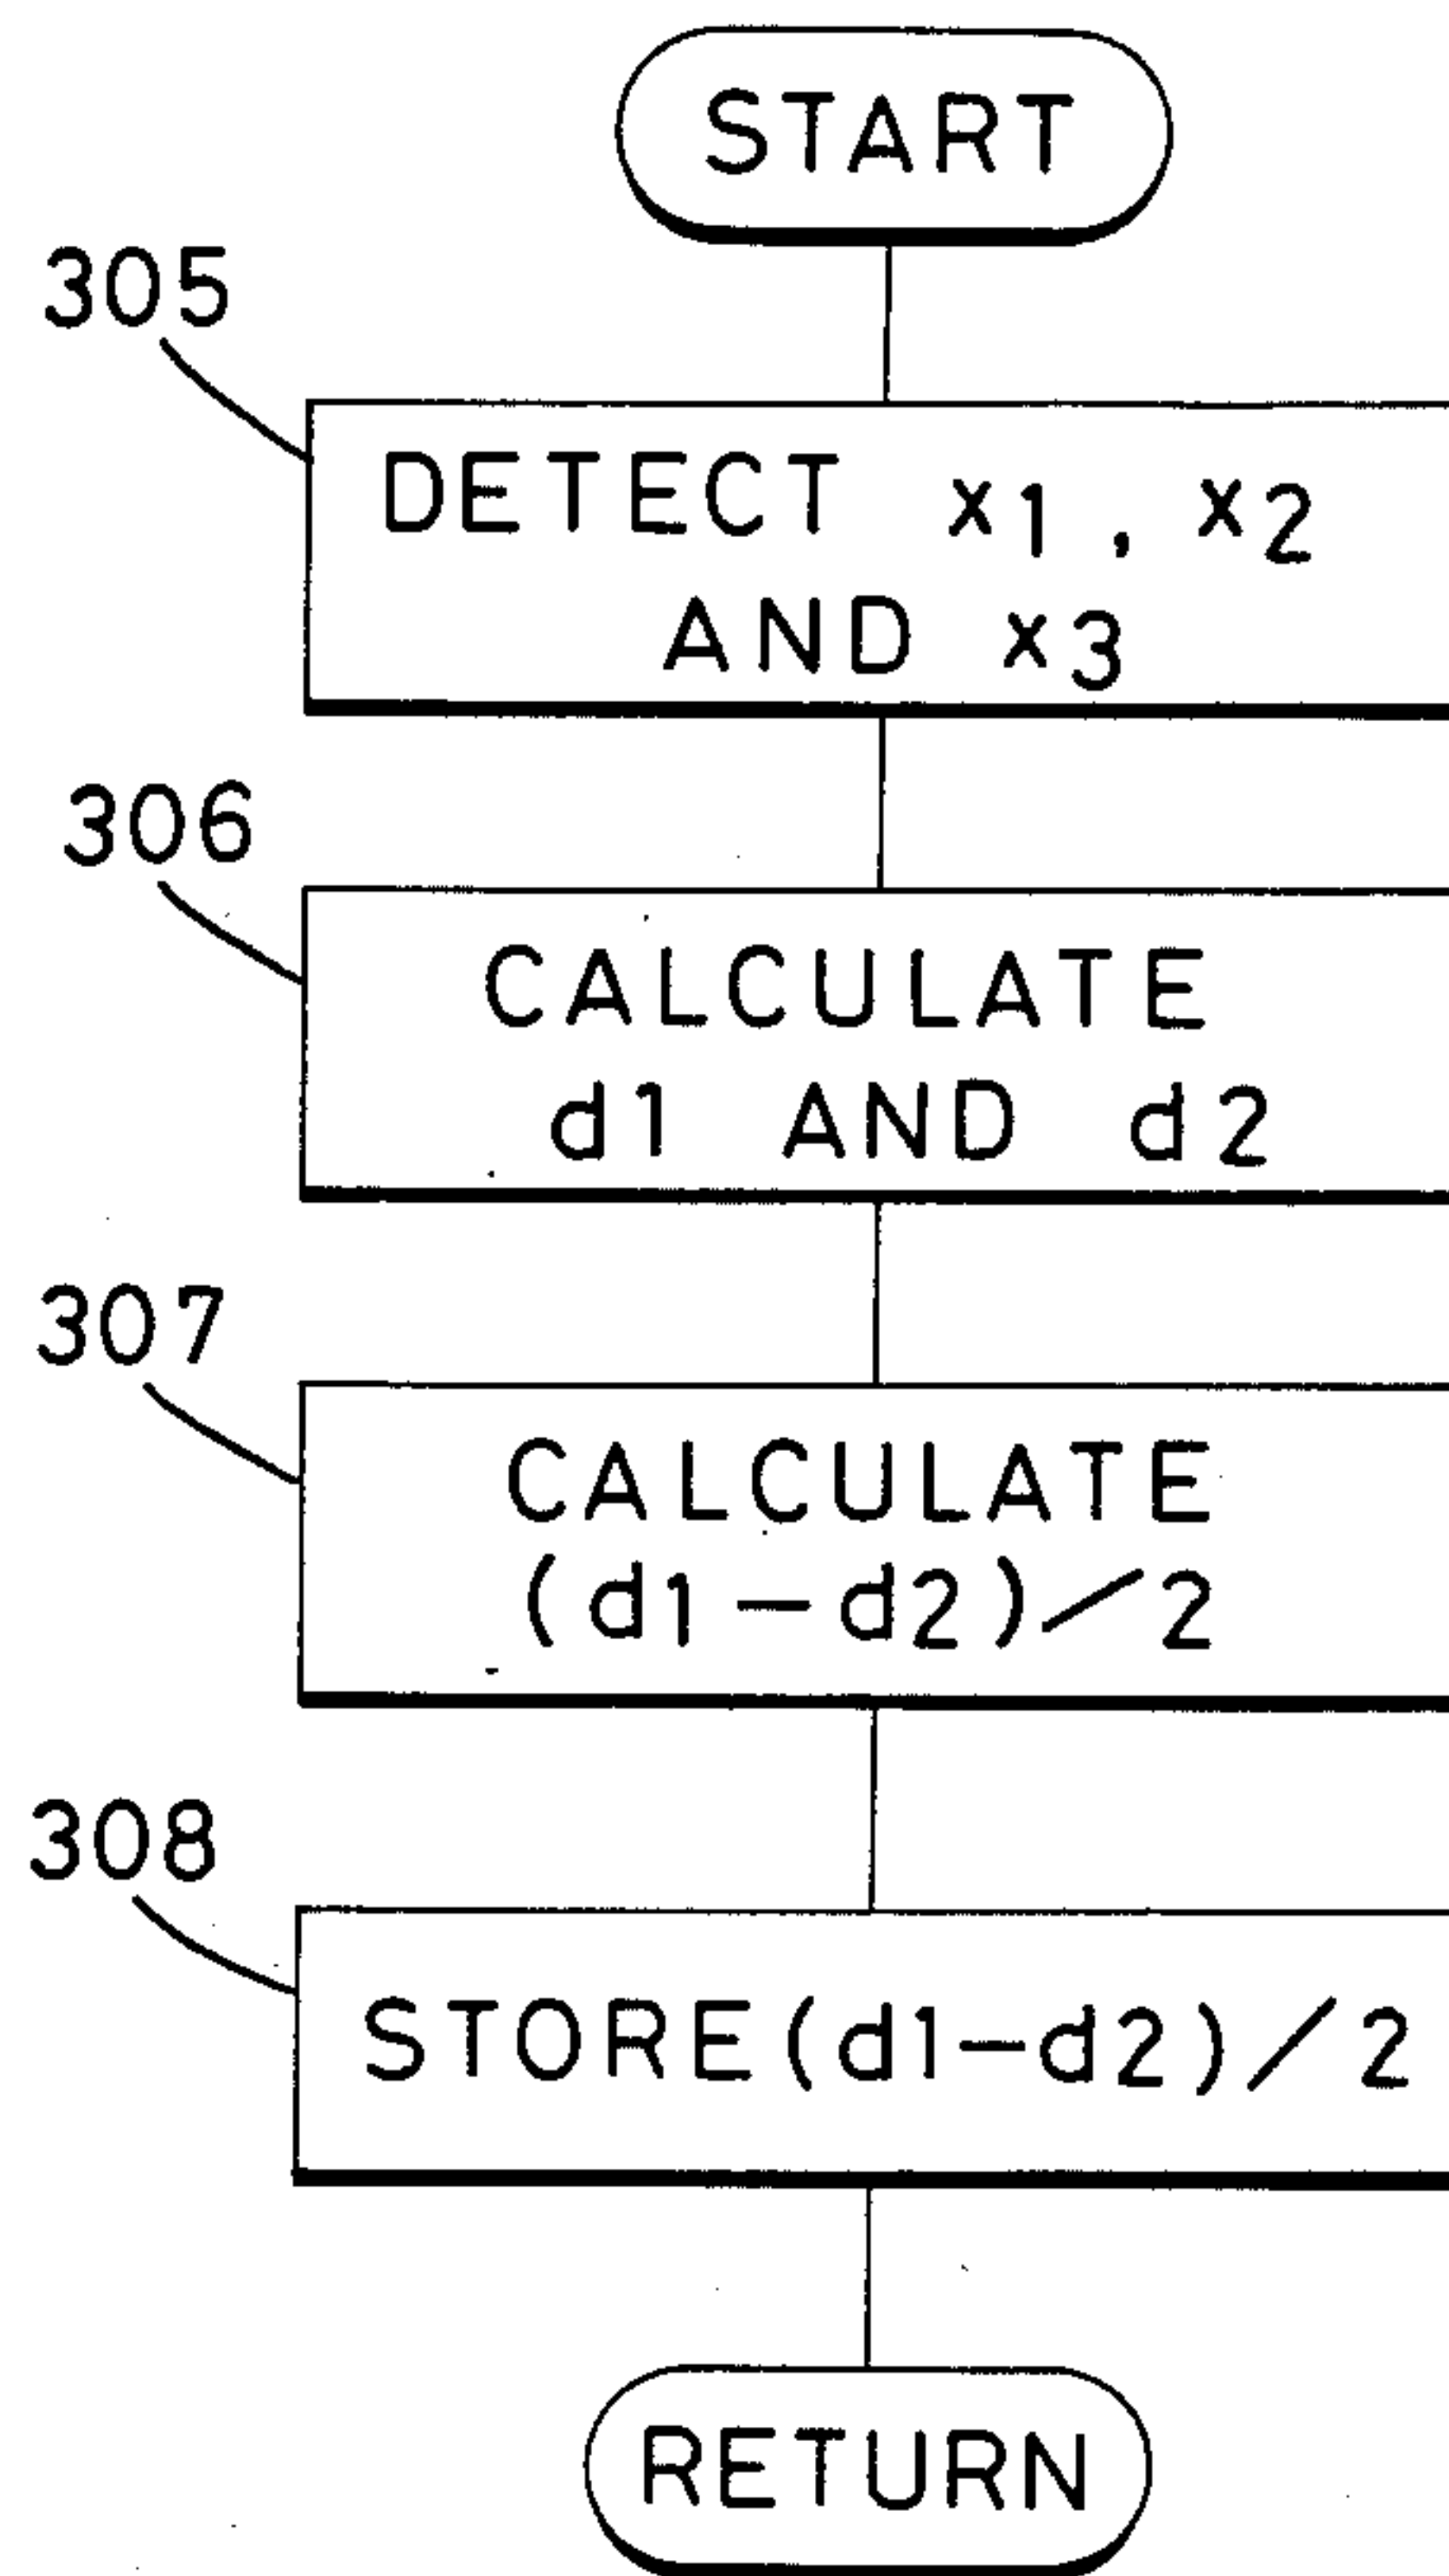 START
305
DETECT x1, x2
AND x3
306
CALCULATE
d1 AND d2
307
CALCULATE
(d1-d2)/2
308
STORE(d1-d2)/2
RETURN